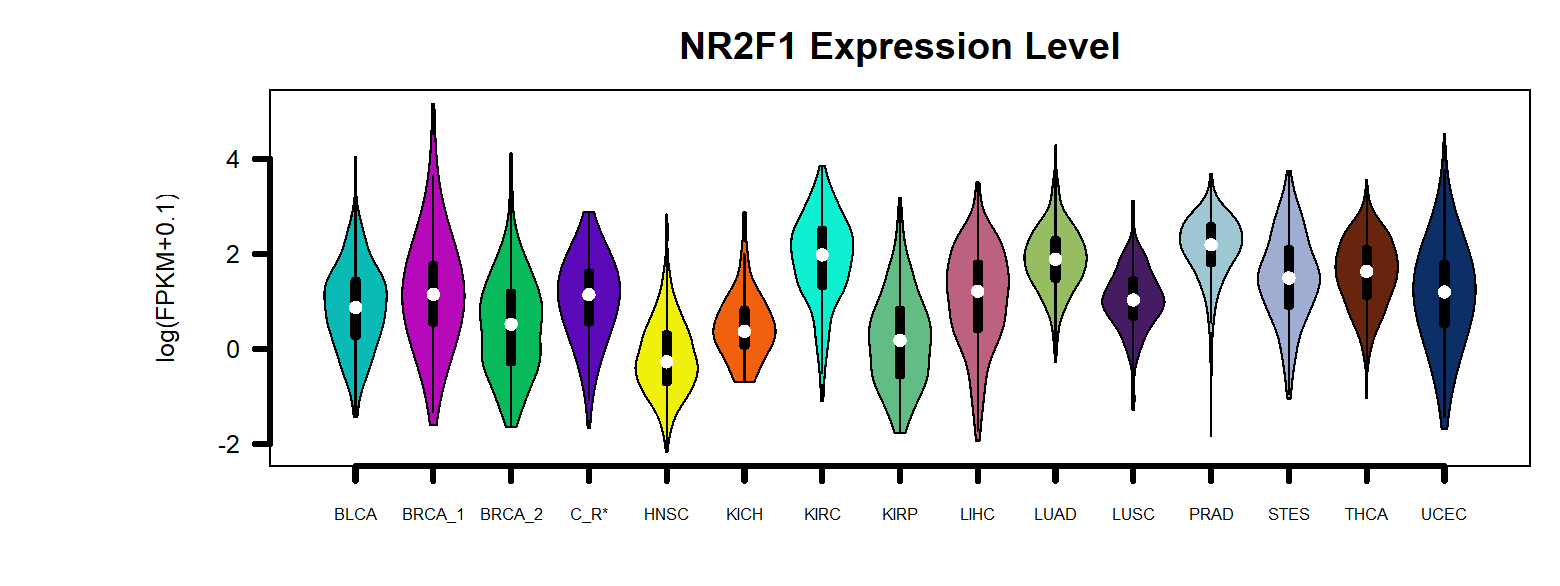 NR2F1 Expression Level
log(FPKM+0.1)
4
2
0
-2
BLCA BRCA_1 BRCA_2 C_R* HNSC KICH KIRC KIRP LIHC LUAD LUSC PRAD STES THCA UCEC